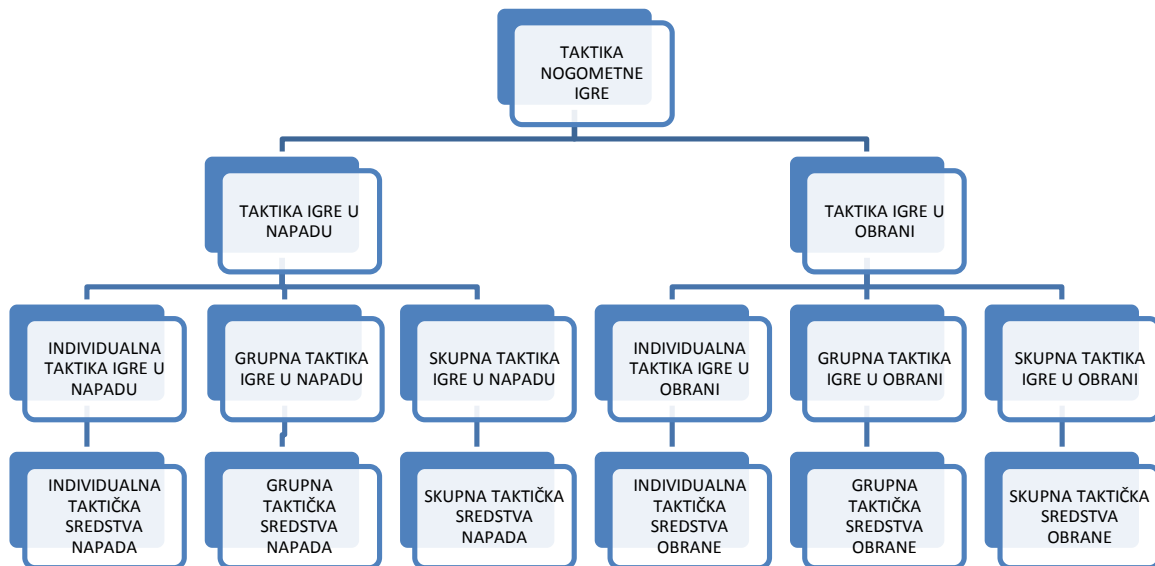 TAKTIKA
NOGOMETNE
IGRE
TAKTIKA IGRE U
NAPADU
TAKTIKA IGRE U
OBRANI
INDIVIDUALNA
TAKTIKA IGRE U
NAPADU
GRUPNA TAKTIKA
IGRE U NAPADU
SKUPNA TAKTIKA
IGRE U NAPADU
INDIVIDUALNA
TAKTIKA IGRE U
OBRANI
GRUPNA TAKTIKA
IGRE U OBRANI
SKUPNA TAKTIKA
IGRE U OBRANI
INDIVIDUALNA
TAKTIČKA
SREDSTVA
NAPADA
GRUPNA
TAKTIČKA
SREDSTVA
NAPADA
SKUPNA TAKTIČKA
SREDSTVA
NAPADA
INDIVIDUALNA
TAKTIČKA
SREDSTVA
OBRANE
GRUPNA
TAKTIČKA
SREDSTVA
OBRANE
SKUPNA TAKTIČKA
SREDSTVA
OBRANE